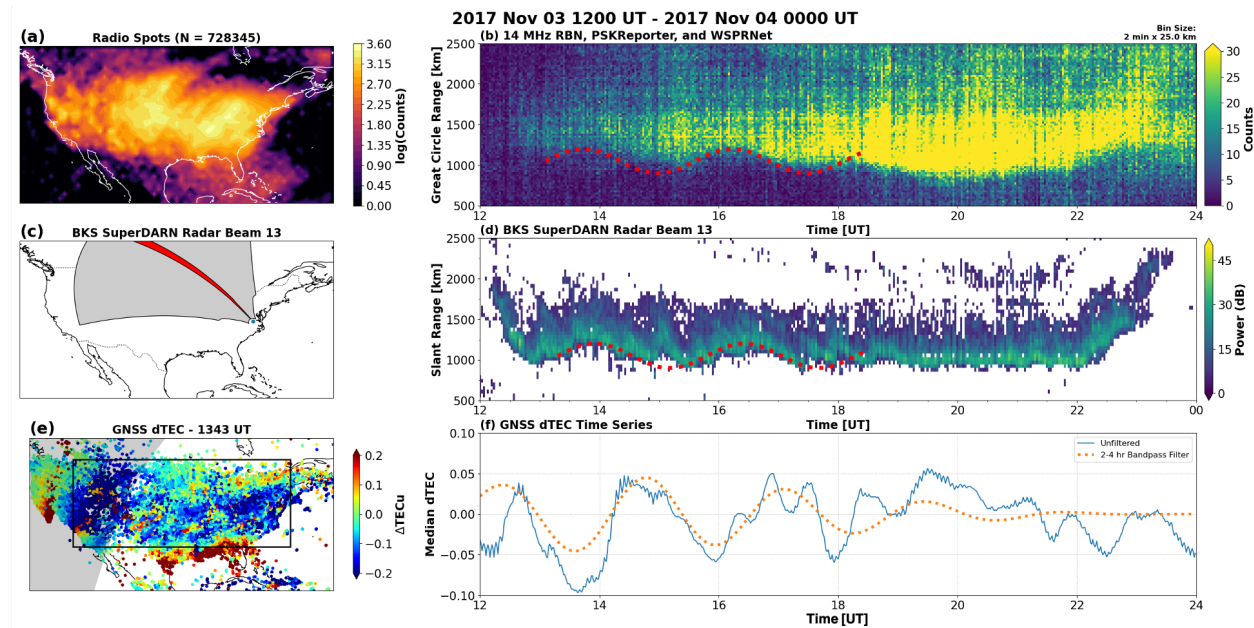 2017 Nov 03 1200 UT - 2017 Nov 04 0000 UT
(a)
Radio Spots (N = 728345)
3.60
3.15
2.70
2.25
1.80
1.35
0.90
0.45
0.00
log(Counts)
(b) 14 MHz RBN, PSKReporter, and WSPRNet
Bin Size:
2 min x 25.0 km
2500
2000
1500
1000
500
Great Circle Range [km]
12 14 16 18 20 22 24
Time [UT]
30
25
20
15
10
5
0
Counts
(c)
BKS SuperDARN Radar Beam 13
(d) BKS SuperDARN Radar Beam 13
2500
2000
1500
1000
500
Slant Range [km]
12 14 16 18 20 22 00
Time [UT]
45
30
15
0
Power (dB)
(e)
GNSS dTEC - 1343 UT
0.2
0.1
0.0
−0.1
−0.2
ΔTECu
(f) GNSS dTEC Time Series
0.10
0.05
0.00
−0.05
−0.10
Median dTEC
Unfiltered
2-4 hr Bandpass Filter
12 14 16 18 20 22 24
Time [UT]